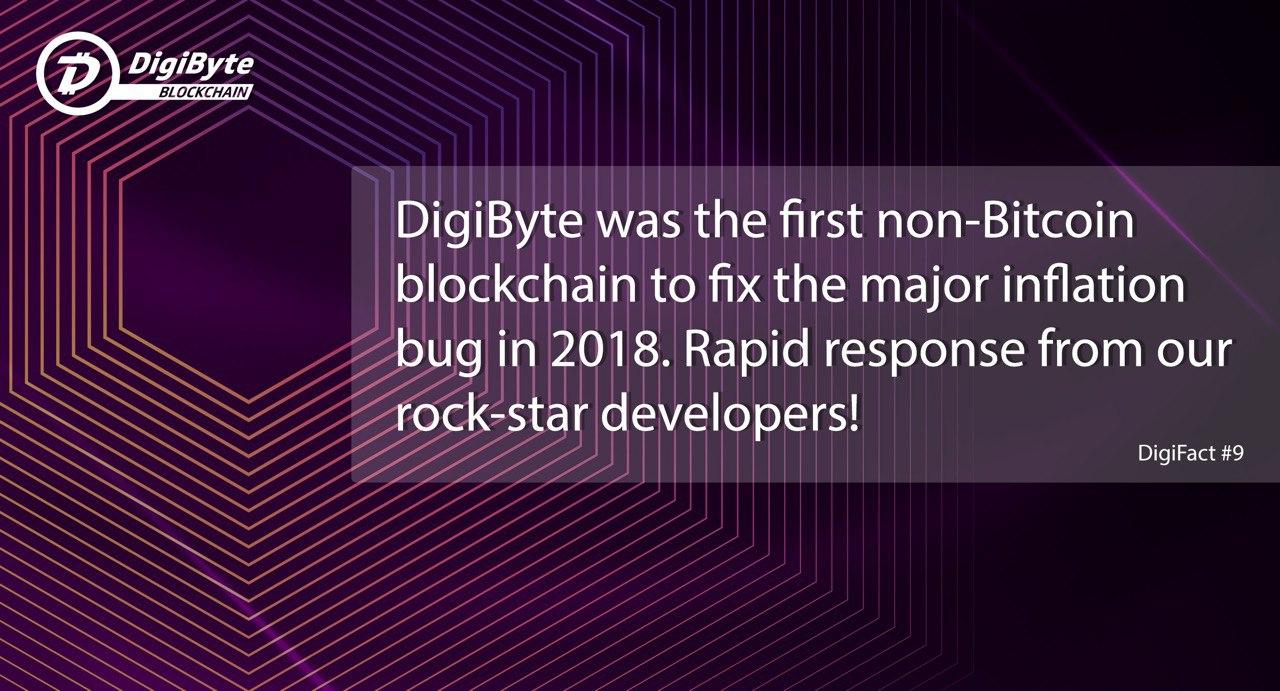 DigiByte
BLOCKCHAIN
DigiByte was the first non-Bitcoin
blockchain to fix the major inflation
bug in 2018. Rapid response from our
rock-star developers!
DigiFact #9